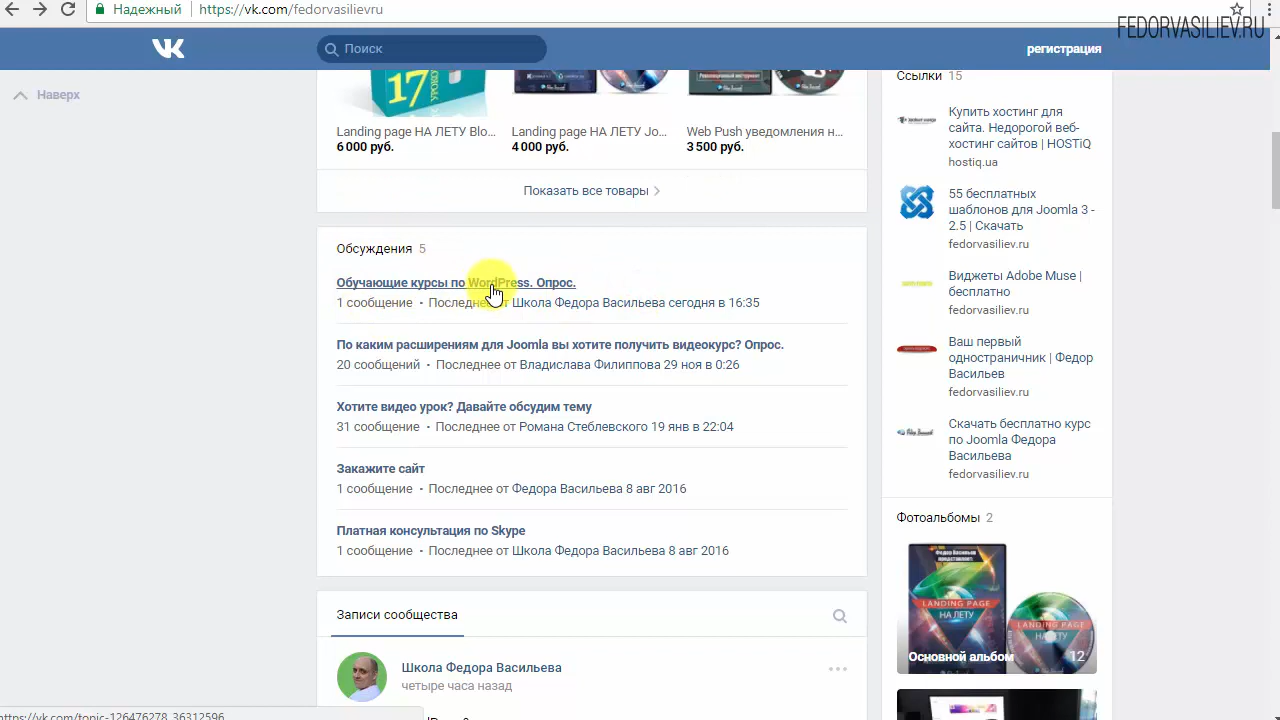 Надежный
https://vk.com/fedorvasilievru
FEDORVASILIEV.RU
Поиск
регистрация
Наверх
17
Landing page НА ЛЕТУ Blo...
6 000 руб.
Landing page НА ЛЕТУ Jo...
4 000 руб.
Web Push уведомления н...
3 500 руб.
Показать все товары
Обсуждения 5
Обучающие курсы по WordPress. Опрос.
1 сообщение • Последнее от Школа Федора Васильева сегодня в 16:35
По каким расширениям для Joomla вы хотите получить видеокурс? Опрос.
20 сообщений • Последнее от Владислава Филиппова 29 ноя в 0:26
Хотите видео урок? Давайте обсудим тему
31 сообщение • Последнее от Романа Стеблевского 19 янв в 22:04
Закажите сайт
1 сообщение • Последнее от Федора Васильева 8 авг 2016
Платная консультация по Skype
1 сообщение • Последнее от Школа Федора Васильева 8 авг 2016
Записи сообщества
Школа Федора Васильева
четыре часа назад
Ссылки 15
Купить хостинг для
сайта. Недорогой веб-
хостинг сайтов | HOSTiQ
hostiq.ua
55 бесплатных
шаблонов для Joomla 3 -
2.5 | Скачать
fedorvasiliev.ru
Виджеты Adobe Muse |
бесплатно
fedorvasiliev.ru
Ваш первый
одностраничник | Федор
Васильев
fedorvasiliev.ru
Скачать бесплатно курс
по Joomla Федора
Васильева
fedorvasiliev.ru
Фотоальбомы 2
Федор Васильев
представляет:
LANDING PAGE
НА ЛЕТУ
LANDING PAGE
НА ЛЕТУ
Основной альбом 12